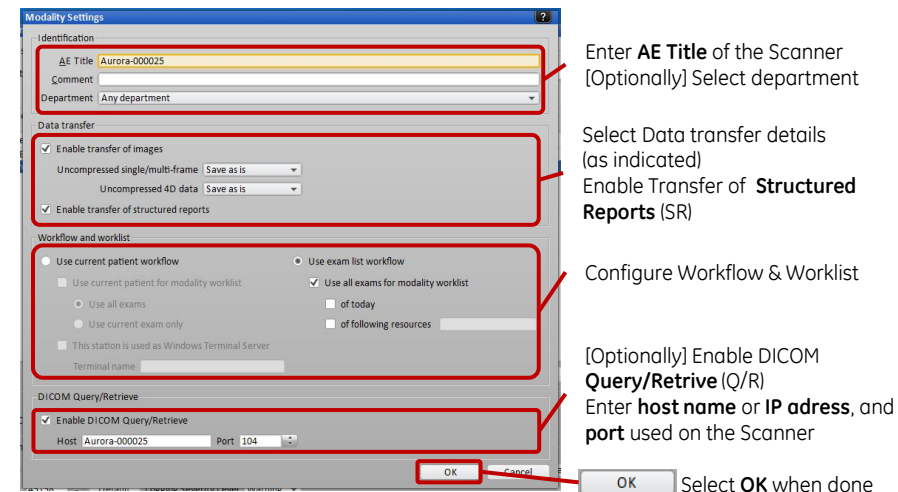 Modality Settings
?
Identification
AE Title Aurora-000025
Comment
Department Any department
Data transfer
Enable transfer of images
Uncompressed single/multi-frame Save as is
Uncompressed 4D data Save as is
Enable transfer of structured reports
Workflow and worklist
Use current patient workflow
Use current patient for modality worklist
Use all exams
Use current exam only
This station is used as Windows Terminal Server
Terminal name
Use exam list workflow
Use all exams for modality worklist
of today
of following resources
DICOM Query/Retrieve
Enable DICOM Query/Retrieve
Host Aurora-000025 Port 104
OK Cancel
Enter AE Title of the Scanner
[Optionally] Select department
Select Data transfer details
(as indicated)
Enable Transfer of Structured
Reports (SR)
Configure Workflow & Worklist
[Optionally] Enable DICOM
Query/Retrive (Q/R)
Enter host name or IP adress, and
port used on the Scanner
OK Select OK when done